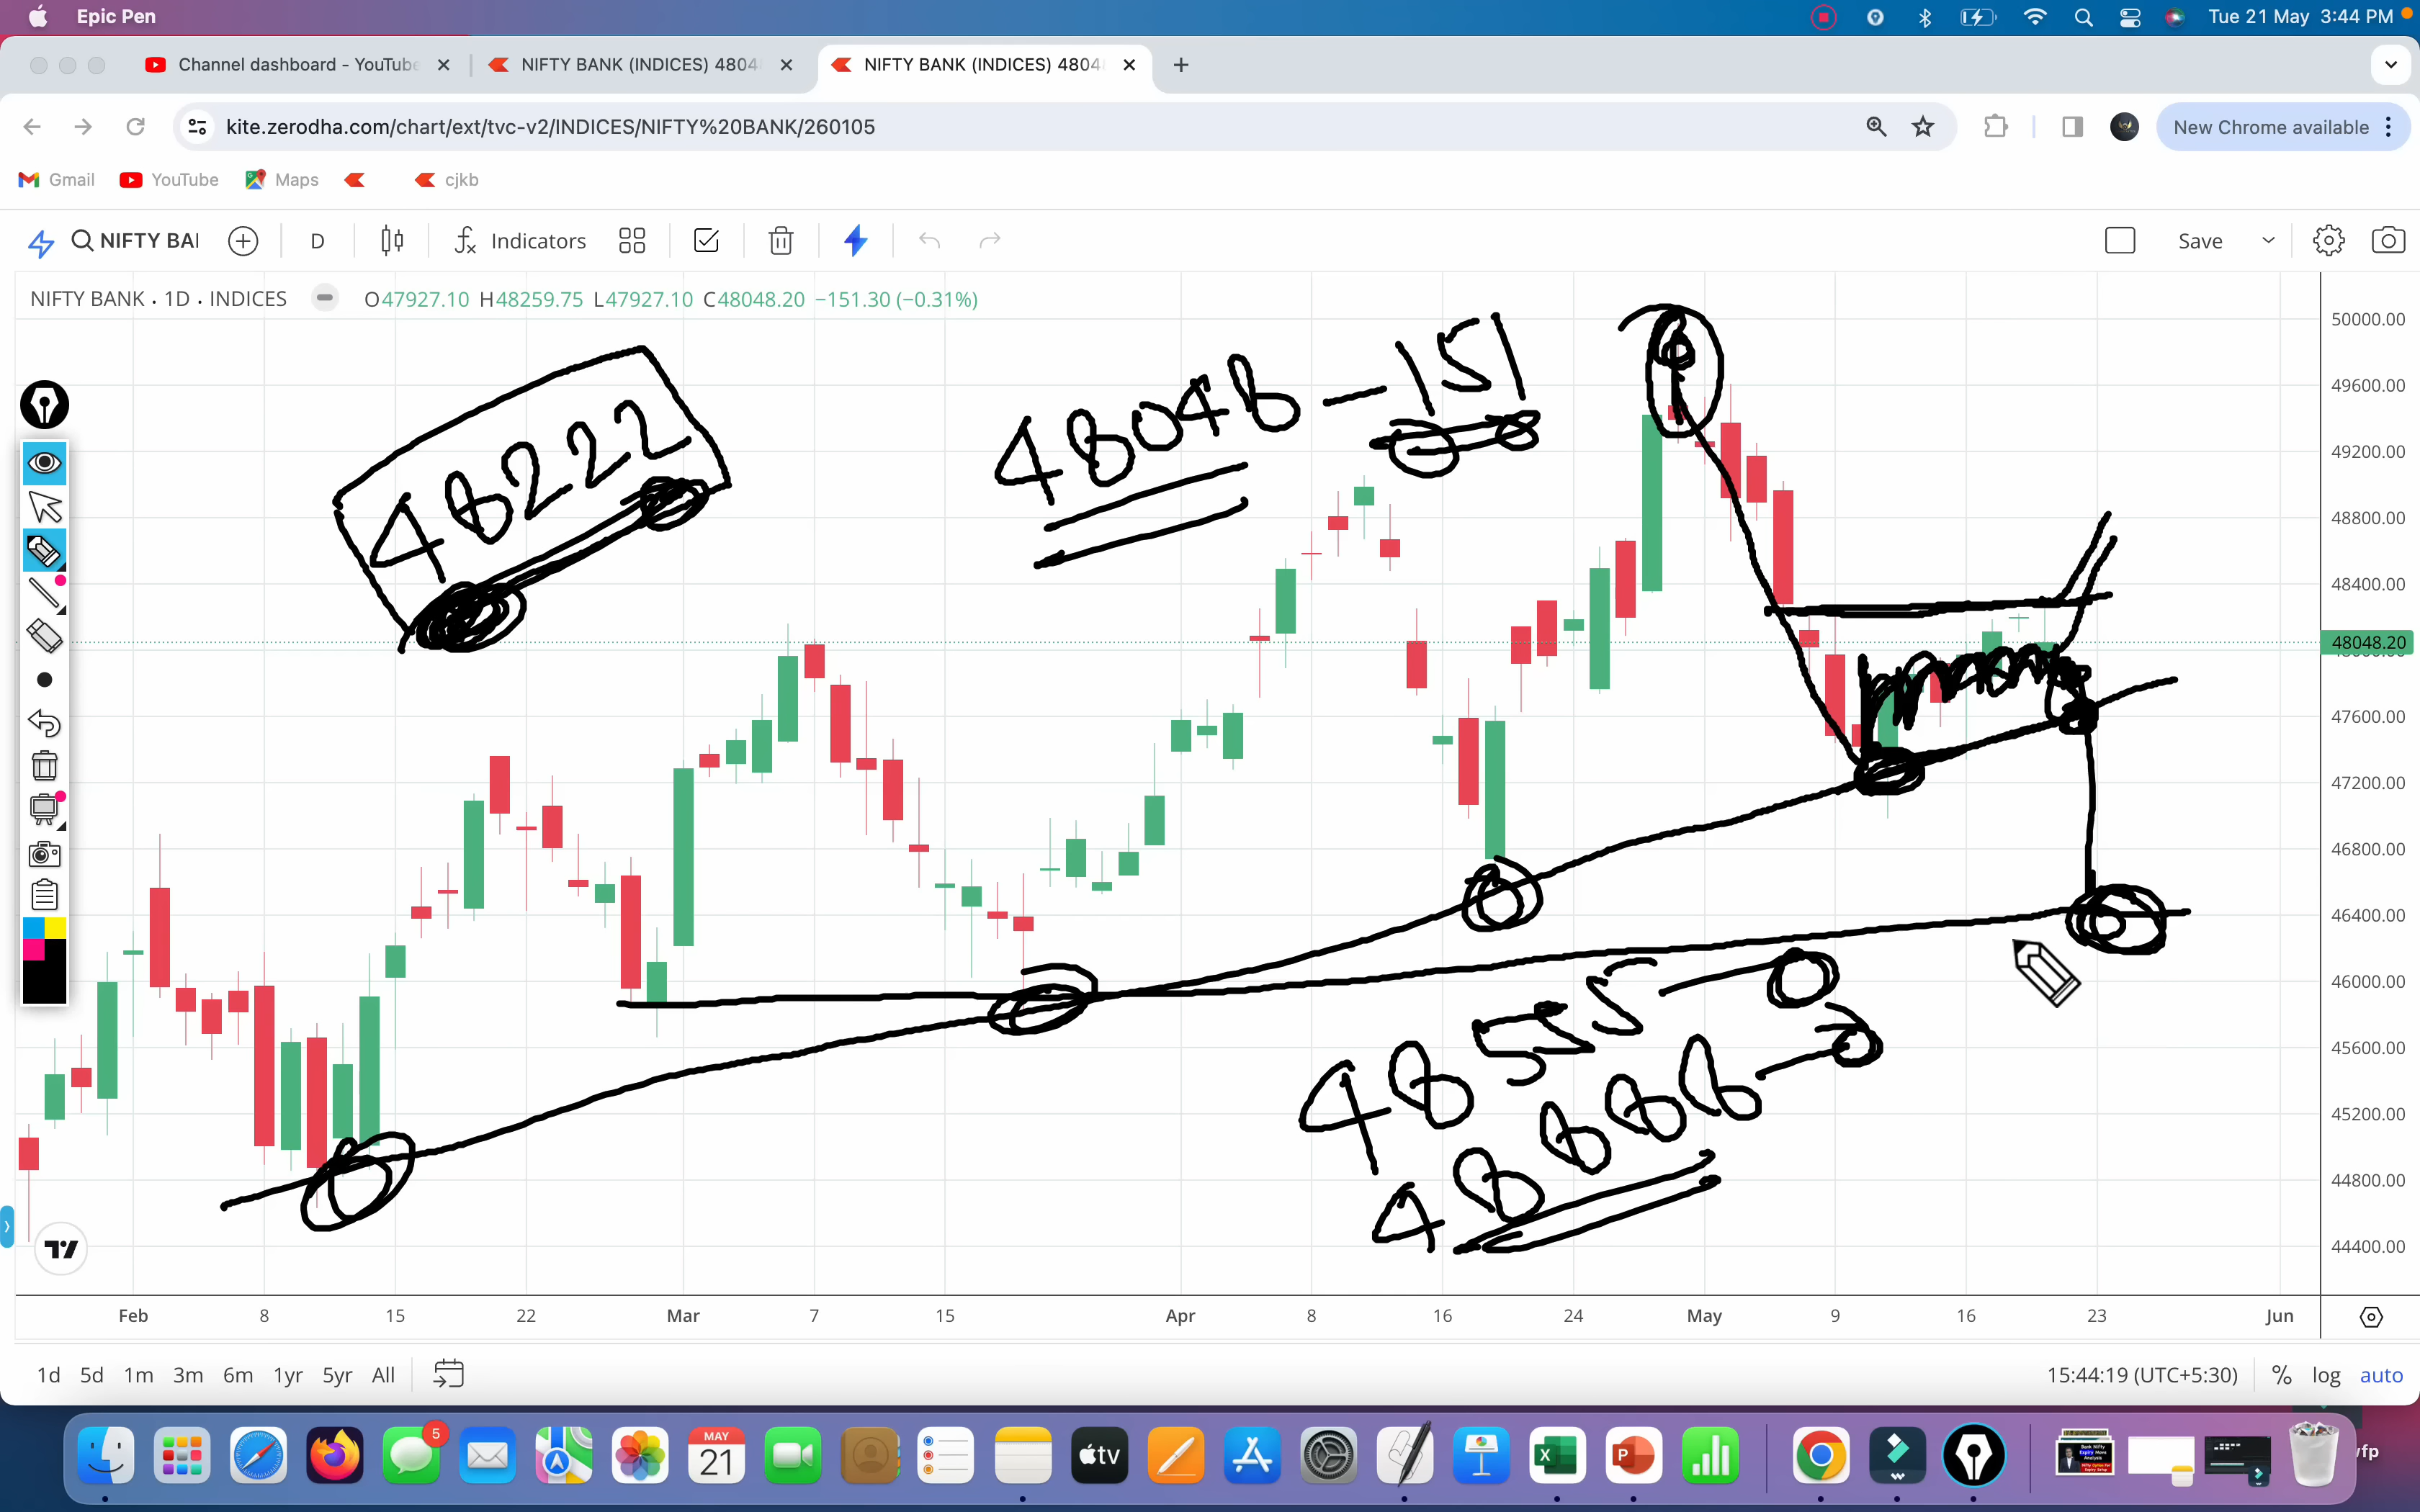 Epic Pen
Tue 21 May 3:44 PM
Channel dashboard - YouTube
NIFTY BANK (INDICES) 4804
NIFTY BANK (INDICES) 4804
kite.zerodha.com/chart/ext/tvc-v2/INDICES/NIFTY%20BANK/260105
New Chrome available
Gmail
YouTube
Maps
cjkb
NIFTY BAI
D
Indicators
Save
NIFTY BANK · 1D · INDICES
O47927.10 H48259.75 L47927.10 C48048.20 −151.30 (−0.31%)
48222
48048 -151
48555
48888
50000.00
49600.00
49200.00
48800.00
48400.00
48048.20
47600.00
47200.00
46800.00
46400.00
46000.00
45600.00
45200.00
44800.00
44400.00
Feb 8 15 22 Mar 7 15 Apr 8 16 24 May 9 16 23 Jun
1d 5d 1m 3m 6m 1yr 5yr All
15:44:19 (UTC+5:30) % log auto
5
MAY
21
tv